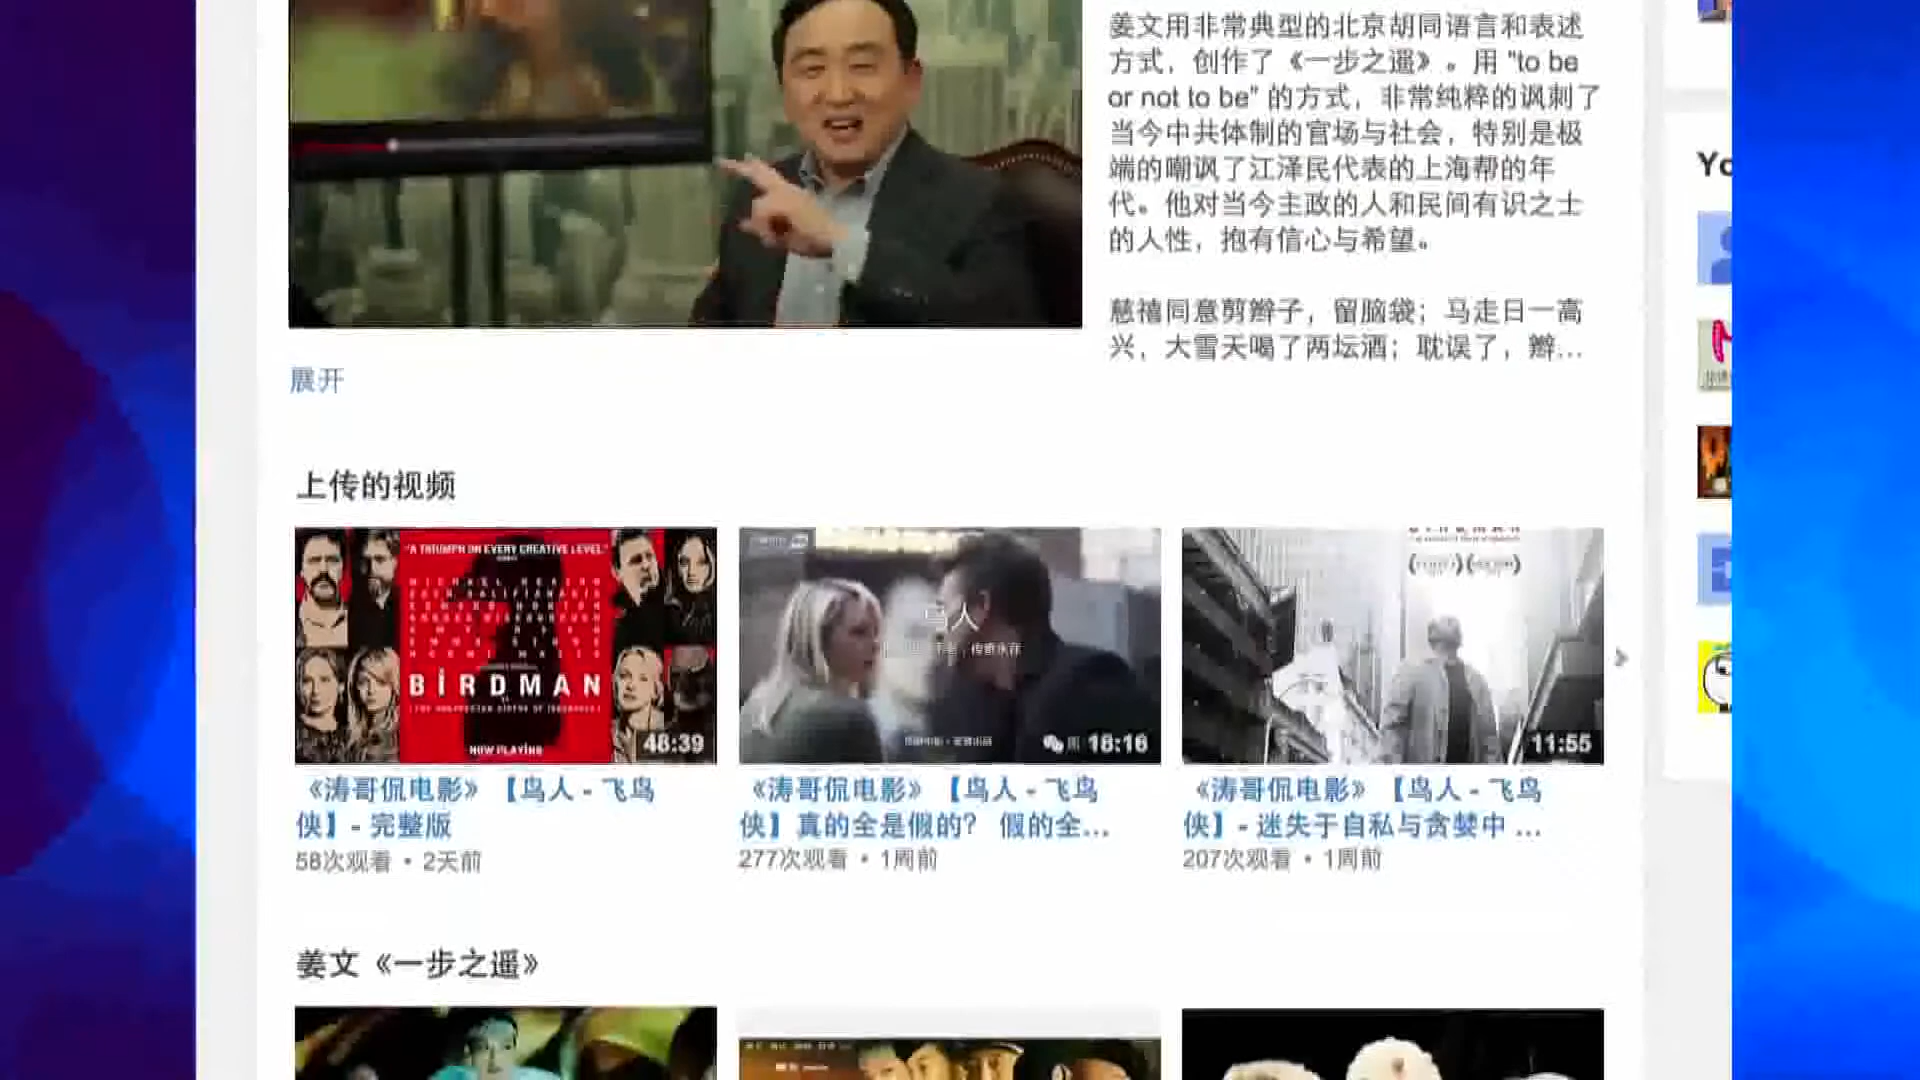 姜文用非常典型的北京胡同语言和表述
方式，创作了《一步之遥》。用 "to be
or not to be" 的方式，非常纯粹的讽刺了
当今中共体制的官场与社会，特别是极
端的嘲讽了江泽民代表的上海帮的年
代。他对当今主政的人和民间有识之士
的人性，抱有信心与希望。
慈禧同意剪辫子，留脑袋；马走日一高
兴，大雪天喝了两坛酒；耽误了，辫...
展开
Yo
上传的视频
"A TRIUMPH ON EVERY CREATIVE LEVEL"
BIRDMAN
NOW PLAYING
48:39
鸟人
16:16
11:55
《涛哥侃电影》【鸟人 - 飞鸟
侠】- 完整版
58次观看 • 2天前
《涛哥侃电影》【鸟人 - 飞鸟
侠】真的全是假的？ 假的全...
277次观看 • 1周前
《涛哥侃电影》【鸟人 - 飞鸟
侠】- 迷失于自私与贪婪中 ...
207次观看 • 1周前
姜文《一步之遥》